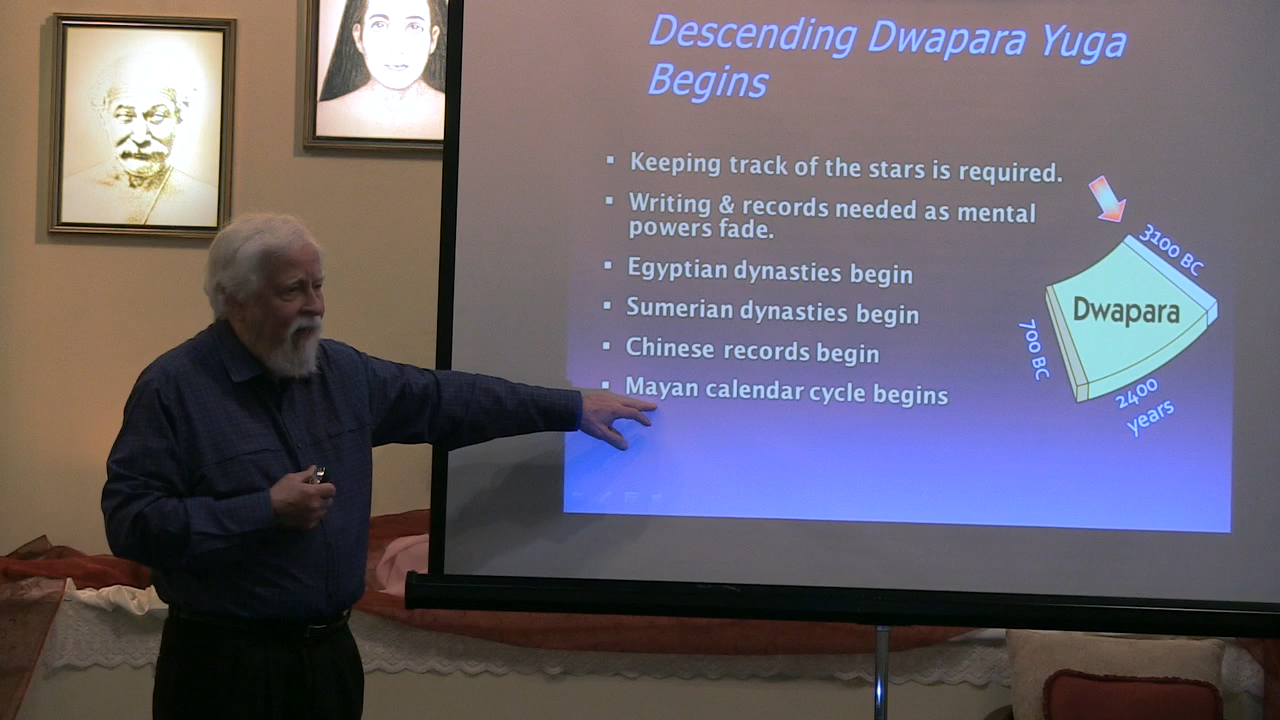 Descending Dwapara Yuga
Begins
▪ Keeping track of the stars is required.
▪ Writing & records needed as mental
powers fade.
▪ Egyptian dynasties begin
▪ Sumerian dynasties begin
▪ Chinese records begin
▪ Mayan calendar cycle begins
3100 BC
Dwapara
700 BC
2400
years